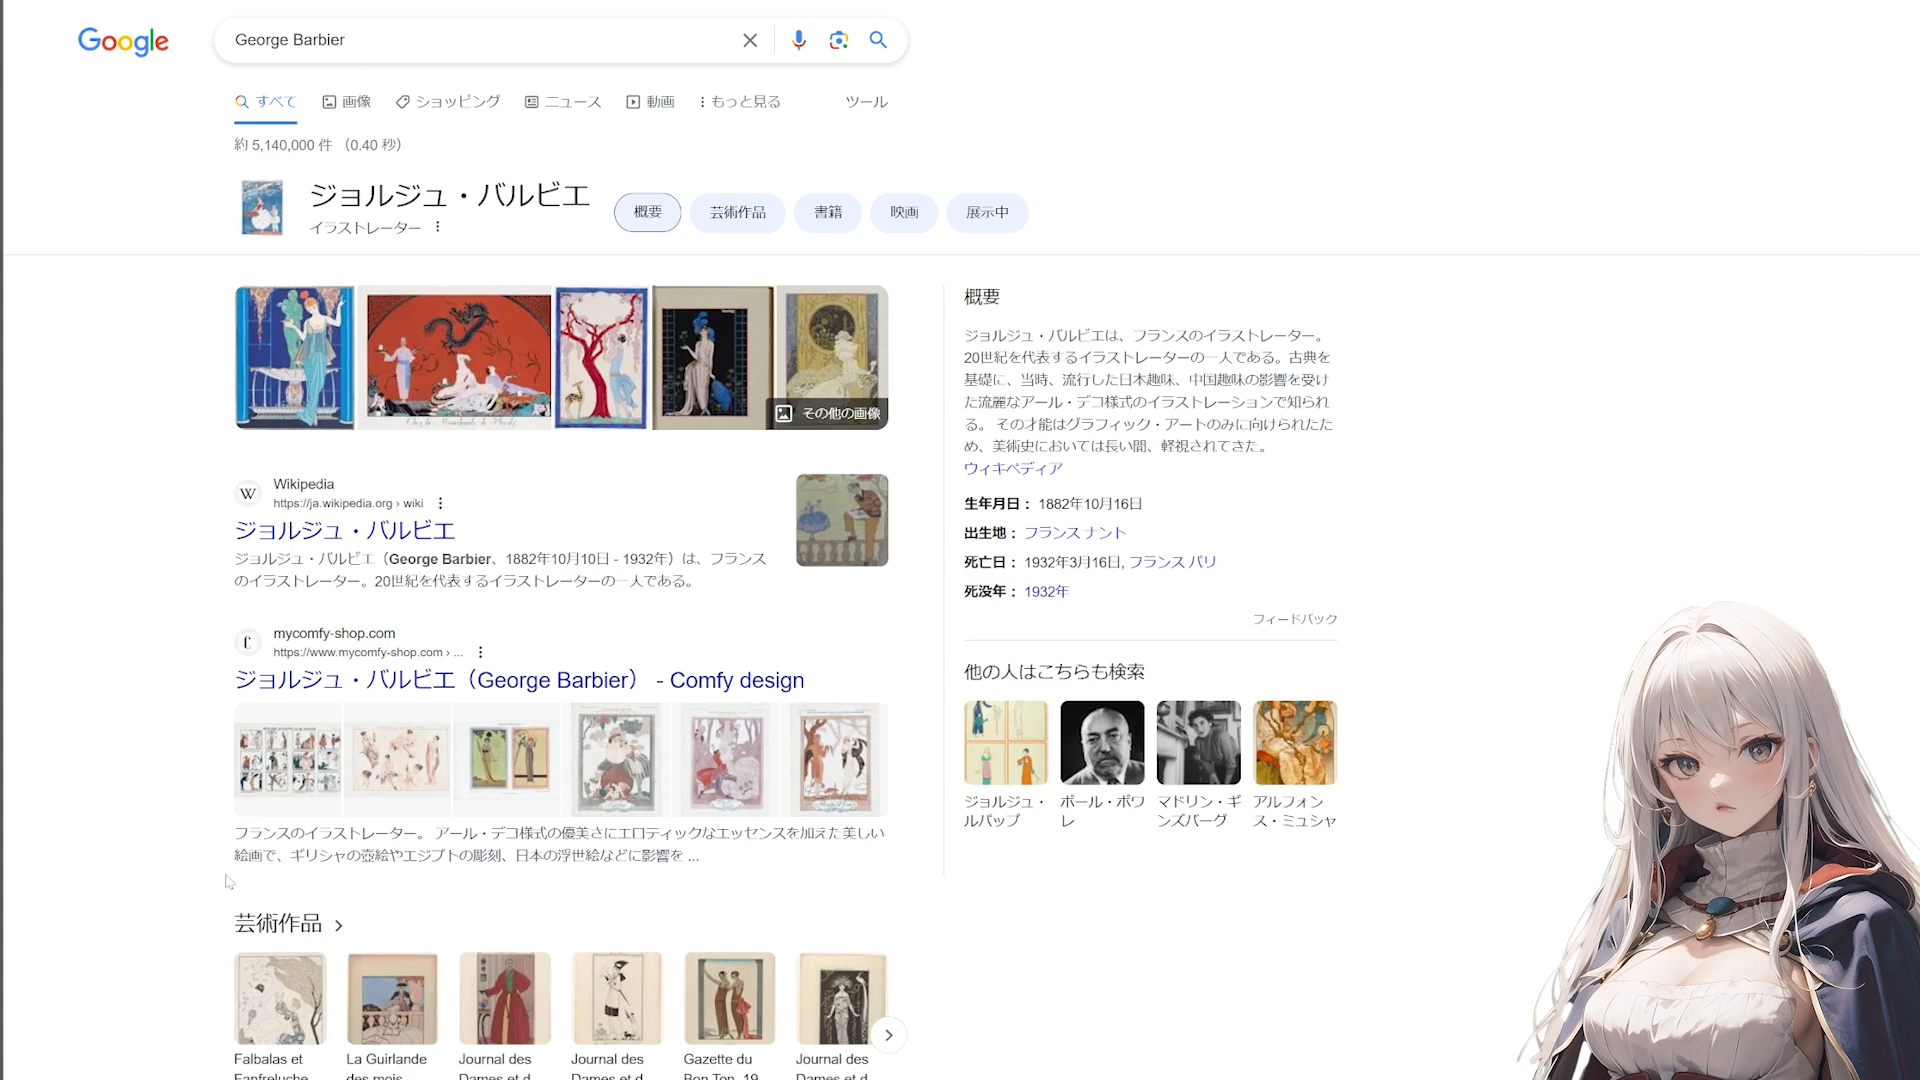 Google
George Barbier
すべて 画像 ショッピング ニュース 動画 もっと見る ツール
約 5,140,000 件 （0.40 秒）
ジョルジュ・バルビエ
イラストレーター
概要 芸術作品 書籍 映画 展示中
その他の画像
Wikipedia
https://ja.wikipedia.org › wiki
ジョルジュ・バルビエ
ジョルジュ・バルビエ（George Barbier、1882年10月10日 - 1932年）は、フランス
のイラストレーター。20世紀を代表するイラストレーターの一人である。
mycomfy-shop.com
https://www.mycomfy-shop.com › ...
ジョルジュ・バルビエ（George Barbier） - Comfy design
フランスのイラストレーター。 アール・デコ様式の優美さにエロティックなエッセンスを加えた美しい
絵画で、ギリシャの壺絵やエジプトの彫刻、日本の浮世絵などに影響を ...
芸術作品
Falbalas et
Fanfreluche
La Guirlande
des mois
Journal des
Dames et d
Journal des
Dames et d
Gazette du
Bon Ton, 19
Journal des
Dames et d
概要
ジョルジュ・バルビエは、フランスのイラストレーター。
20世紀を代表するイラストレーターの一人である。古典を
基礎に、当時、流行した日本趣味、中国趣味の影響を受け
た流麗なアール・デコ様式のイラストレーションで知られ
る。 その才能はグラフィック・アートのみに向けられたた
め、美術史においては長い間、軽視されてきた。
ウィキペディア
生年月日： 1882年10月16日
出生地： フランス ナント
死亡日： 1932年3月16日, フランス パリ
死没年： 1932年
フィードバック
他の人はこちらも検索
ジョルジュ・
ルパップ
ポール・ポワ
レ
マドリン・ギ
ンズバーグ
アルフォン
ス・ミュシャ